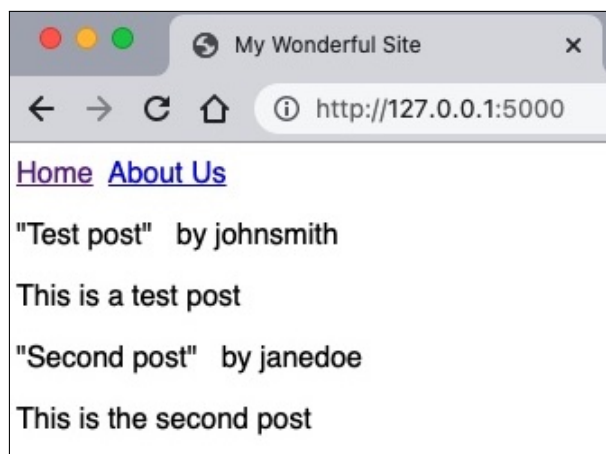 My Wonderful Site
http://127.0.0.1:5000
Home About Us
"Test post" by johnsmith
This is a test post
"Second post" by janedoe
This is the second post